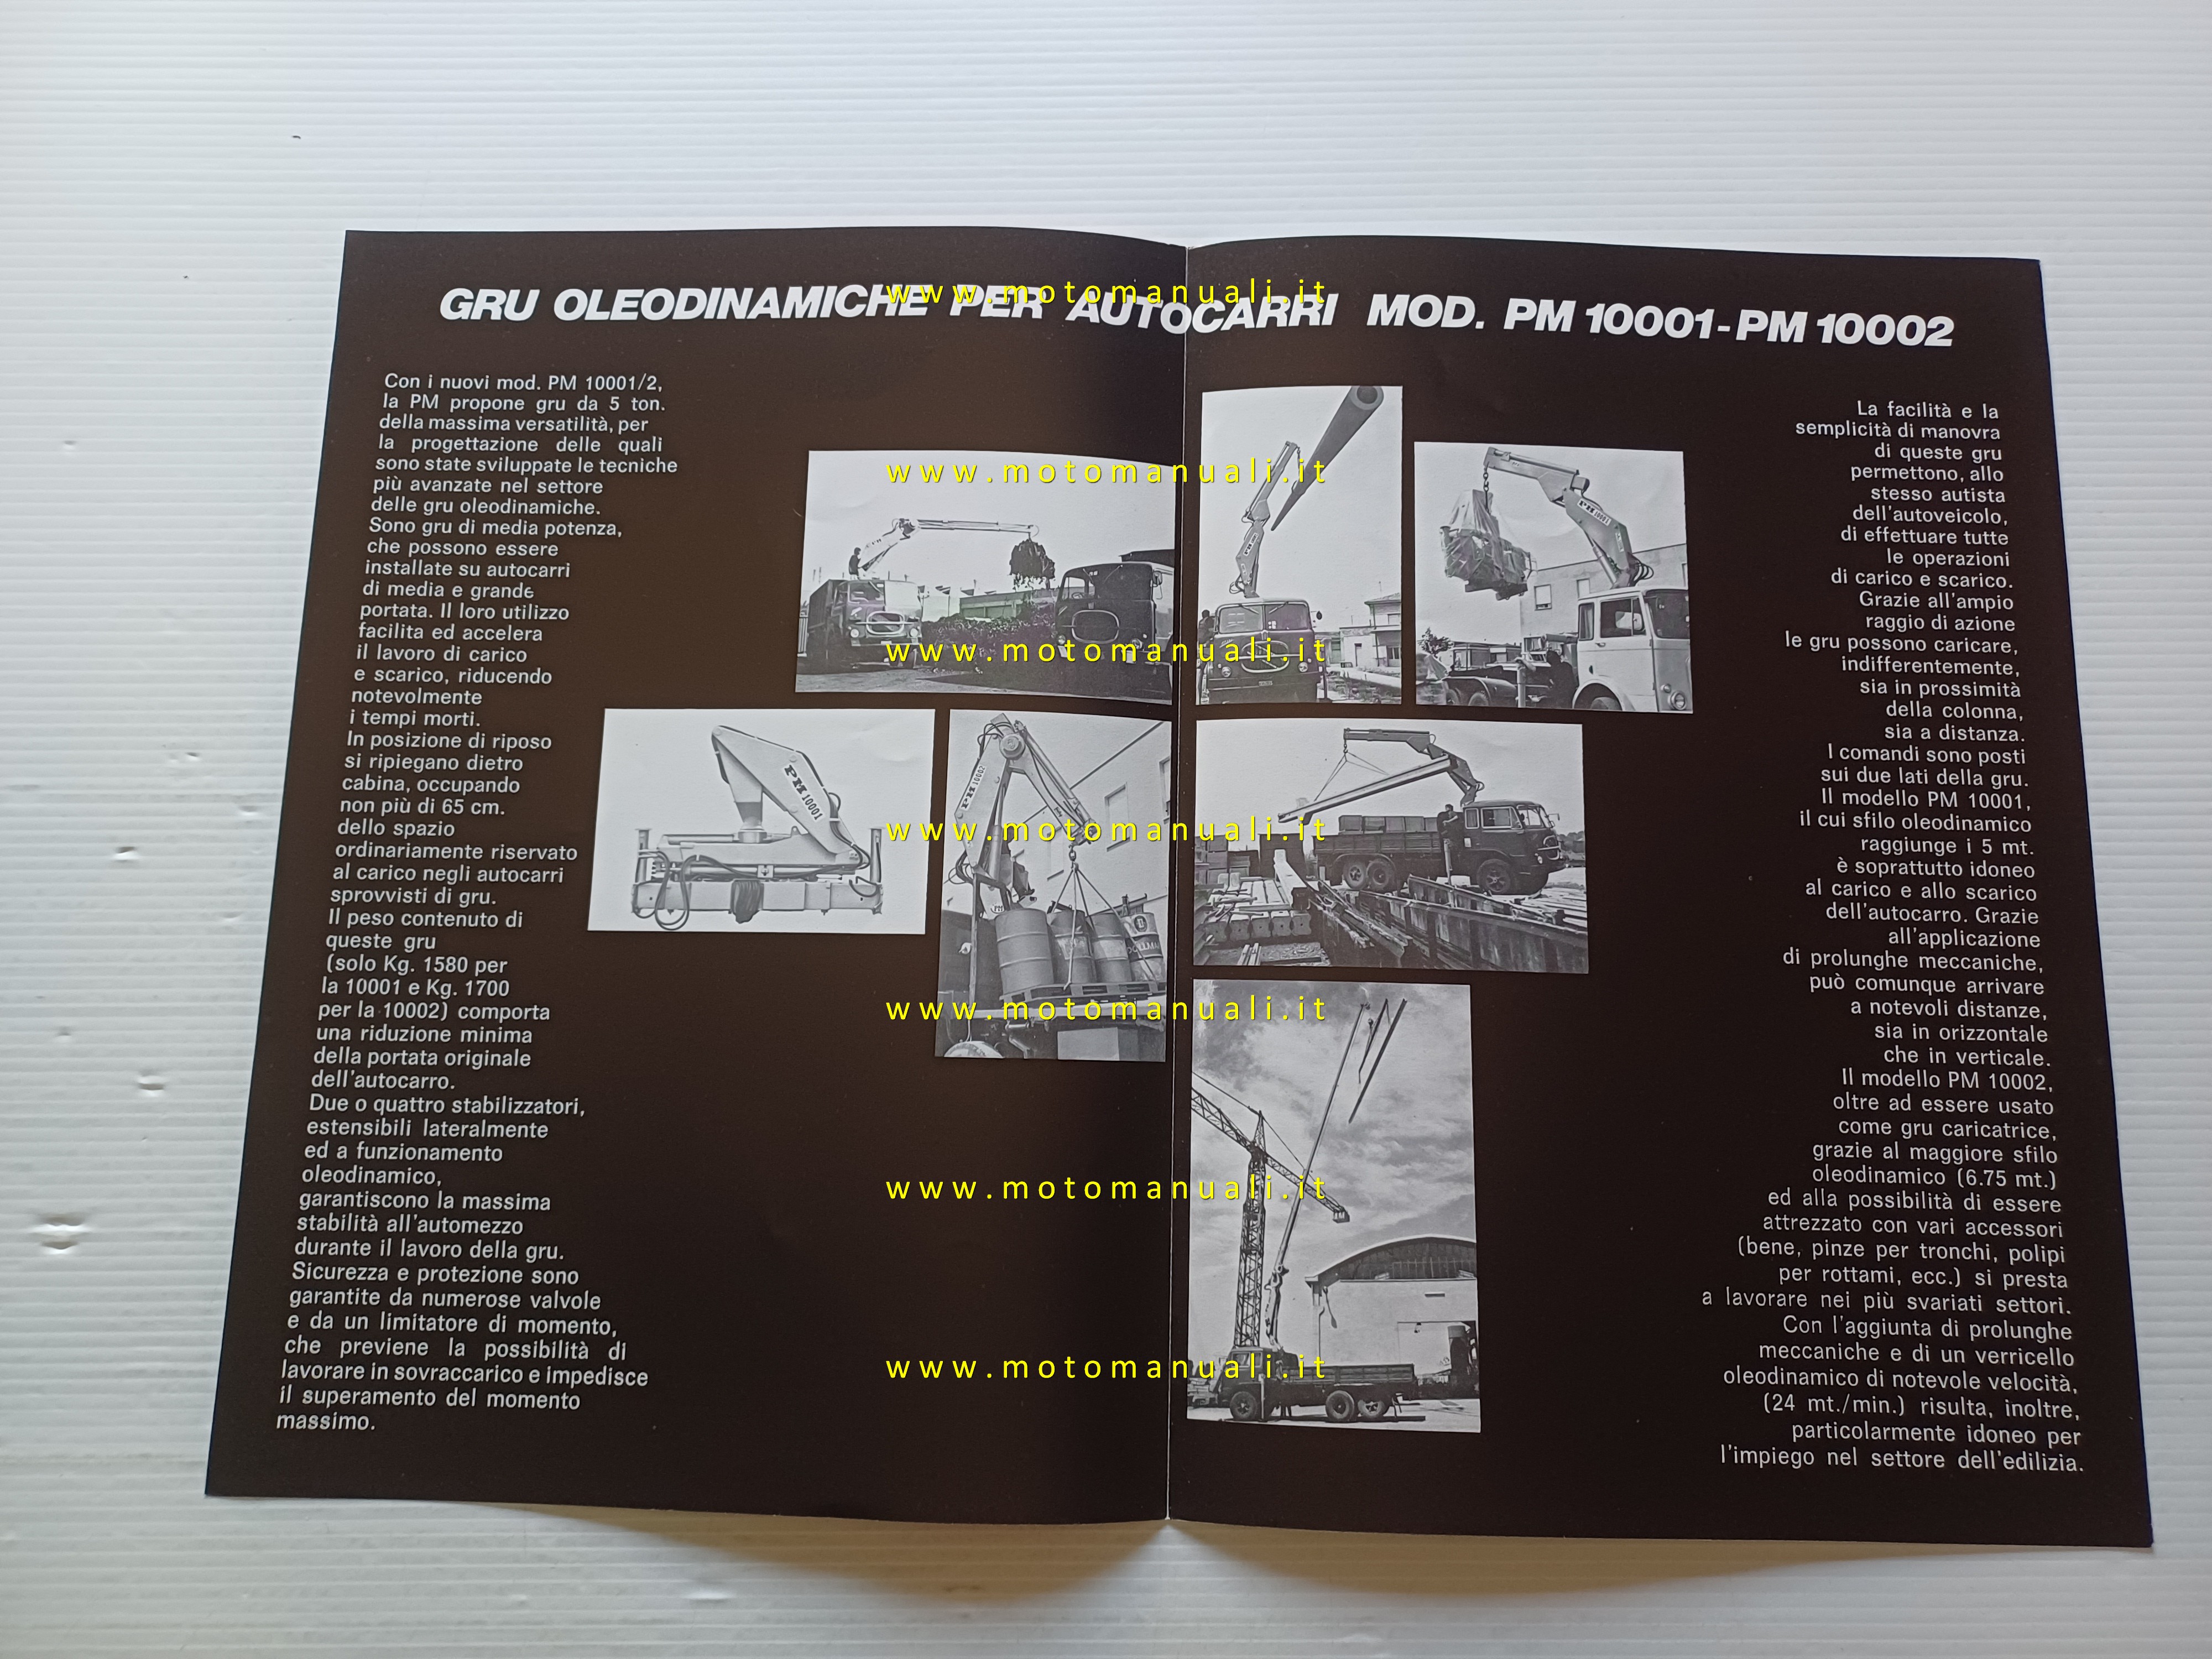 GRU OLEODINAMICHE PER AUTOCARRI MOD. PM 10001-PM 10002
Con i nuovi mod. PM 10001/2,
la PM propone gru da 5 ton.
della massima versatilità, per
la progettazione delle quali
sono state sviluppate le tecniche
più avanzate nel settore
delle gru oleodinamiche.
Sono gru di media potenza,
che possono essere
installate su autocarri
di media e grande
portata. Il loro utilizzo
facilita ed accelera
il lavoro di carico
e scarico, riducendo
notevolmente
i tempi morti.
In posizione di riposo
si ripiegano dietro
cabina, occupando
non più di 65 cm.
dello spazio
ordinariamente riservato
al carico negli autocarri
sprovvisti di gru.
Il peso contenuto di
queste gru
(solo Kg. 1580 per
la 10001 e Kg. 1700
per la 10002) comporta
una riduzione minima
della portata originale
dell'autocarro.
Due o quattro stabilizzatori,
estensibili lateralmente
ed a funzionamento
oleodinamico,
garantiscono la massima
stabilità all'automezzo
durante il lavoro della gru.
Sicurezza e protezione sono
garantite da numerose valvole
e da un limitatore di momento,
che previene la possibilità di
lavorare in sovraccarico e impedisce
il superamento del momento
massimo.
PM 10001
PM 10002
PM 10001
La facilità e la
semplicità di manovra
di queste gru
permettono, allo
stesso autista
dell'autoveicolo,
di effettuare tutte
le operazioni
di carico e scarico.
Grazie all'ampio
raggio di azione
le gru possono caricare,
indifferentemente,
sia in prossimità
della colonna,
sia a distanza.
I comandi sono posti
sui due lati della gru.
Il modello PM 10001,
il cui sfilo oleodinamico
raggiunge i 5 mt.
è soprattutto idoneo
al carico e allo scarico
dell'autocarro. Grazie
all'applicazione
di prolunghe meccaniche,
può comunque arrivare
a notevoli distanze,
sia in orizzontale
che in verticale.
Il modello PM 10002,
oltre ad essere usato
come gru caricatrice,
grazie al maggiore sfilo
oleodinamico (6.75 mt.)
ed alla possibilità di essere
attrezzato con vari accessori
(bene, pinze per tronchi, polipi
per rottami, ecc.) si presta
a lavorare nei più svariati settori.
Con l'aggiunta di prolunghe
meccaniche e di un verricello
oleodinamico di notevole velocità,
(24 mt./min.) risulta, inoltre,
particolarmente idoneo per
l'impiego nel settore dell'edilizia.
www.motomanuali.it
www.motomanuali.it
www.motomanuali.it
www.motomanuali.it
www.motomanuali.it
www.motomanuali.it
www.motomanuali.it